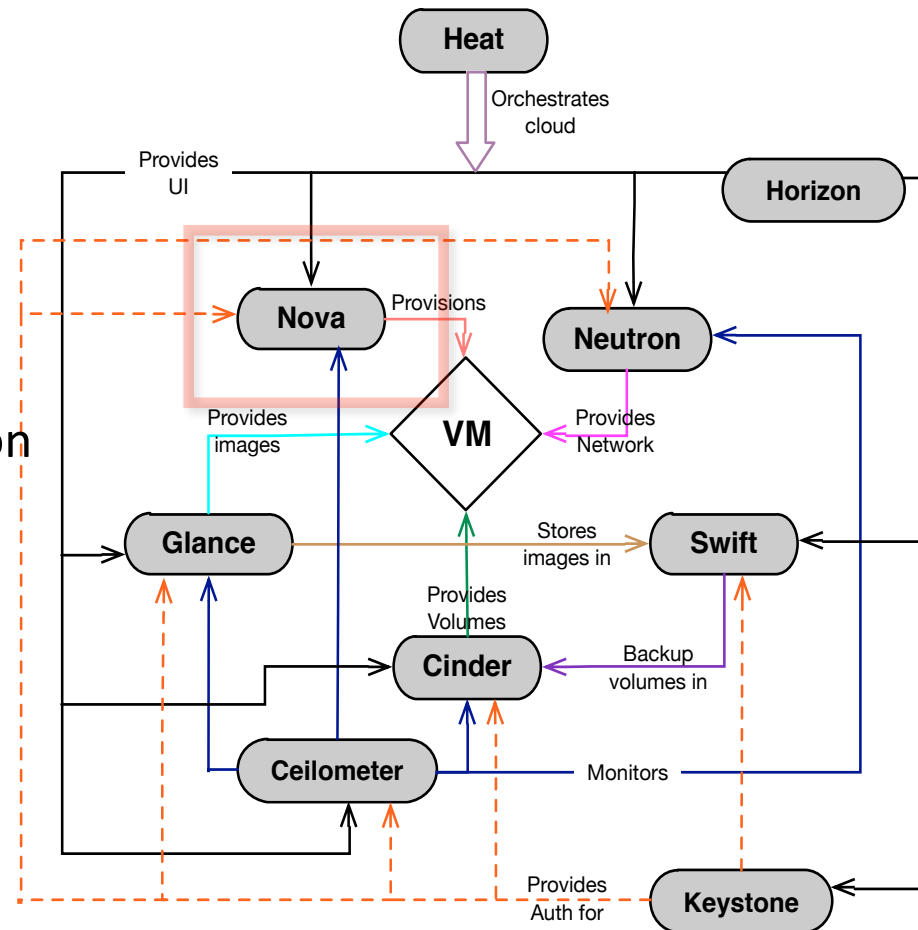 Heat
Orchestrates
cloud
Provides
UI
Horizon
Nova
Provisions
Neutron
Provides
images
VM
Provides
Network
on
Glance
Stores
images in
Swift
Provides
Volumes
Cinder
Backup
volumes in
Ceilometer
Monitors
Provides
Auth for
Keystone